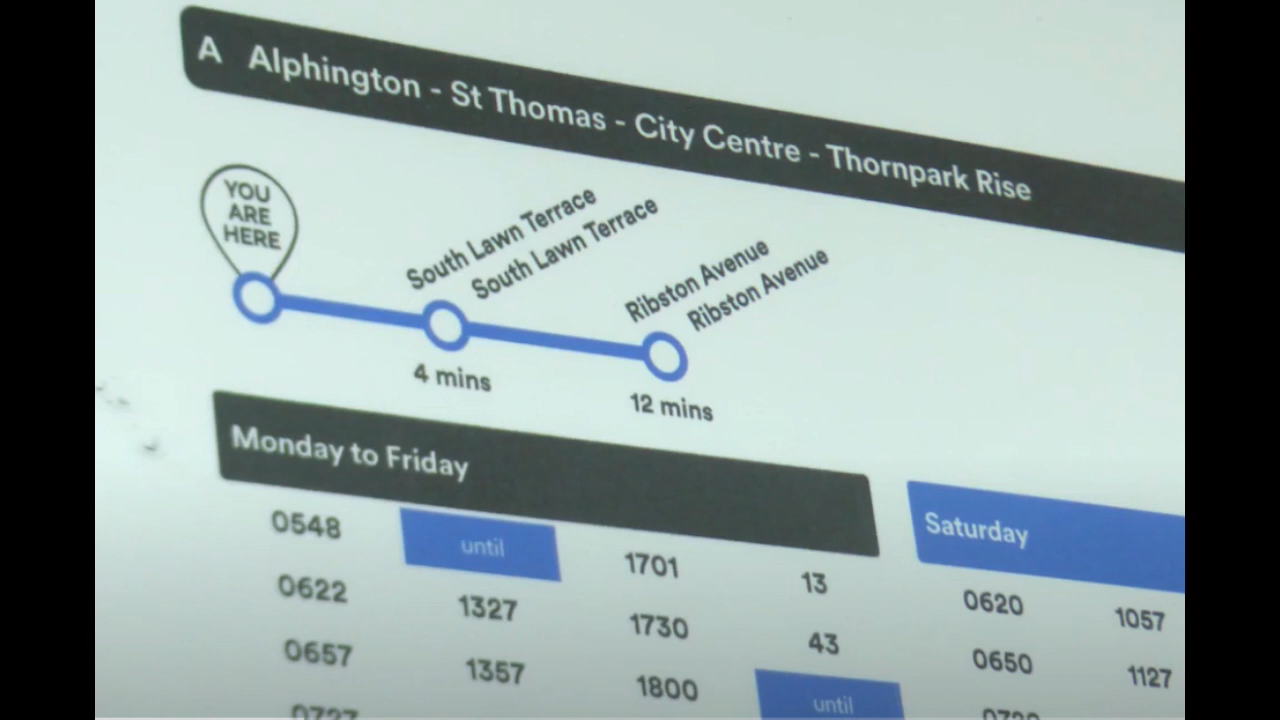 A Alphington - St Thomas - City Centre - Thornpark Rise
YOU
ARE
HERE
South Lawn Terrace
South Lawn Terrace
Ribston Avenue
Ribston Avenue
4 mins
12 mins
Monday to Friday
Saturday
0548 until 1701 13 0620 1057
0622 1327 1730 43 0650 1127
0657 1357 1800 until